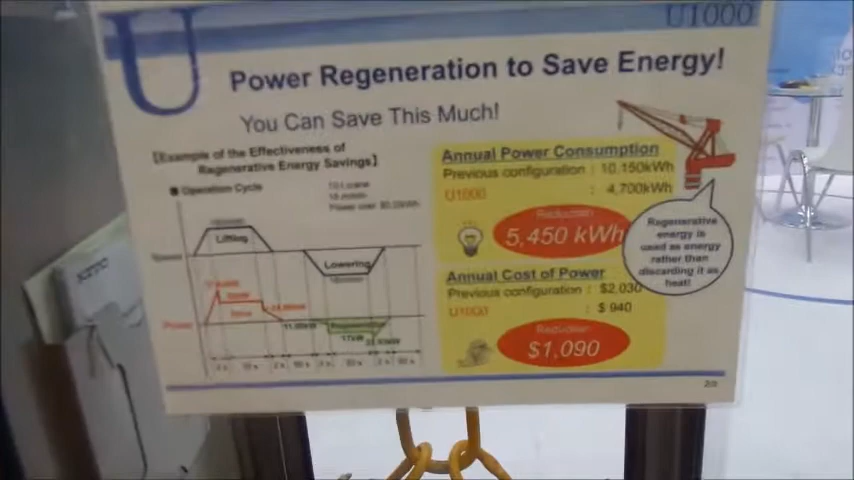 U1000
U
Power Regeneration to Save Energy!
You Can Save This Much!
[Example of the Effectiveness of
Regenerative Energy Savings]
■ Operation Cycle
Lifting
Lowering
Speed
Power
Annual Power Consumption
Previous configuration : 10,150kWh
U1000 : 4,700kWh
Reduction
5,450 kWh
Annual Cost of Power
Previous configuration : $2,030
U1000 : $ 940
Reduction
$1,090
Regenerative
energy is
used as energy
rather than
discarding it as
heat!